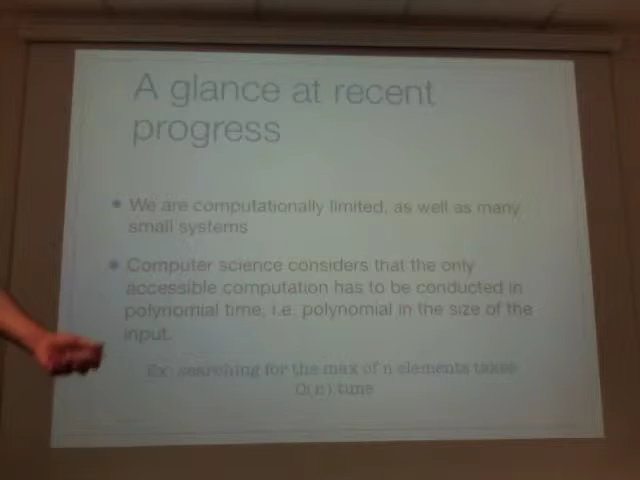 A glance at recent
progress
We are computationally limited, as well as many
small systems
Computer science considers that the only
accessible computation has to be conducted in
polynomial time, i.e. polynomial in the size of the
input.
Ex: searching for the max of n elements takes
O(n) time